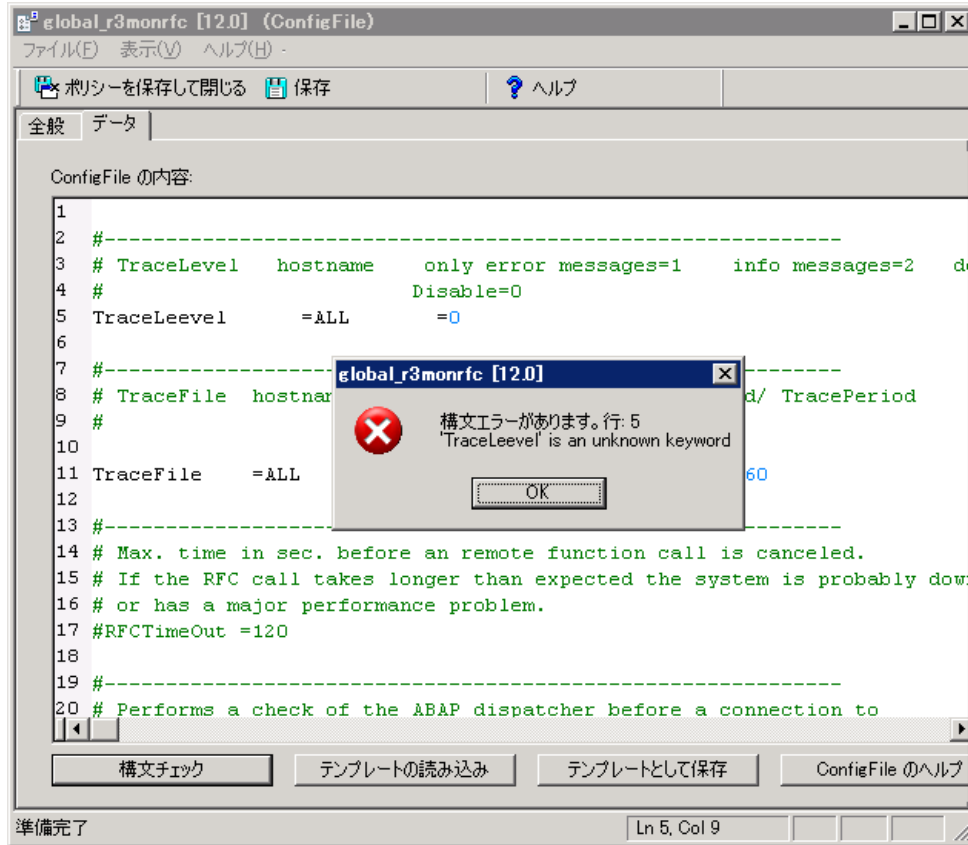 global_r3monrfc [12.0] (ConfigFile)
ファイル(F) 表示(V) ヘルプ(H)
ポリシーを保存して閉じる 保存 ヘルプ
全般 データ
ConfigFile の内容:
1
2 #-------------------------------------------------------------
3 # TraceLevel hostname only error messages=1 info messages=2
4 # Disable=0
5 TraceLeevel =ALL =0
6
7 #-------------------------------------------------------------
8 # TraceFile d/ TracePeriod
9 #
10
11 TraceFile =ALL 60
12
13 #-------------------------------------------------------------
14 # Max. time in sec. before an remote function call is canceled.
15 # If the RFC call takes longer than expected the system is probably
16 # or has a major performance problem.
17 #RFCTimeOut =120
18
19 #-------------------------------------------------------------
20 # Performs a check of the ABAP dispatcher before a connection to
global_r3monrfc [12.0]
構文エラーがあります。行: 5
'TraceLeevel' is an unknown keyword
OK
構文チェック テンプレートの読み込み テンプレートとして保存 ConfigFile のヘルプ
準備完了 Ln 5, Col 9